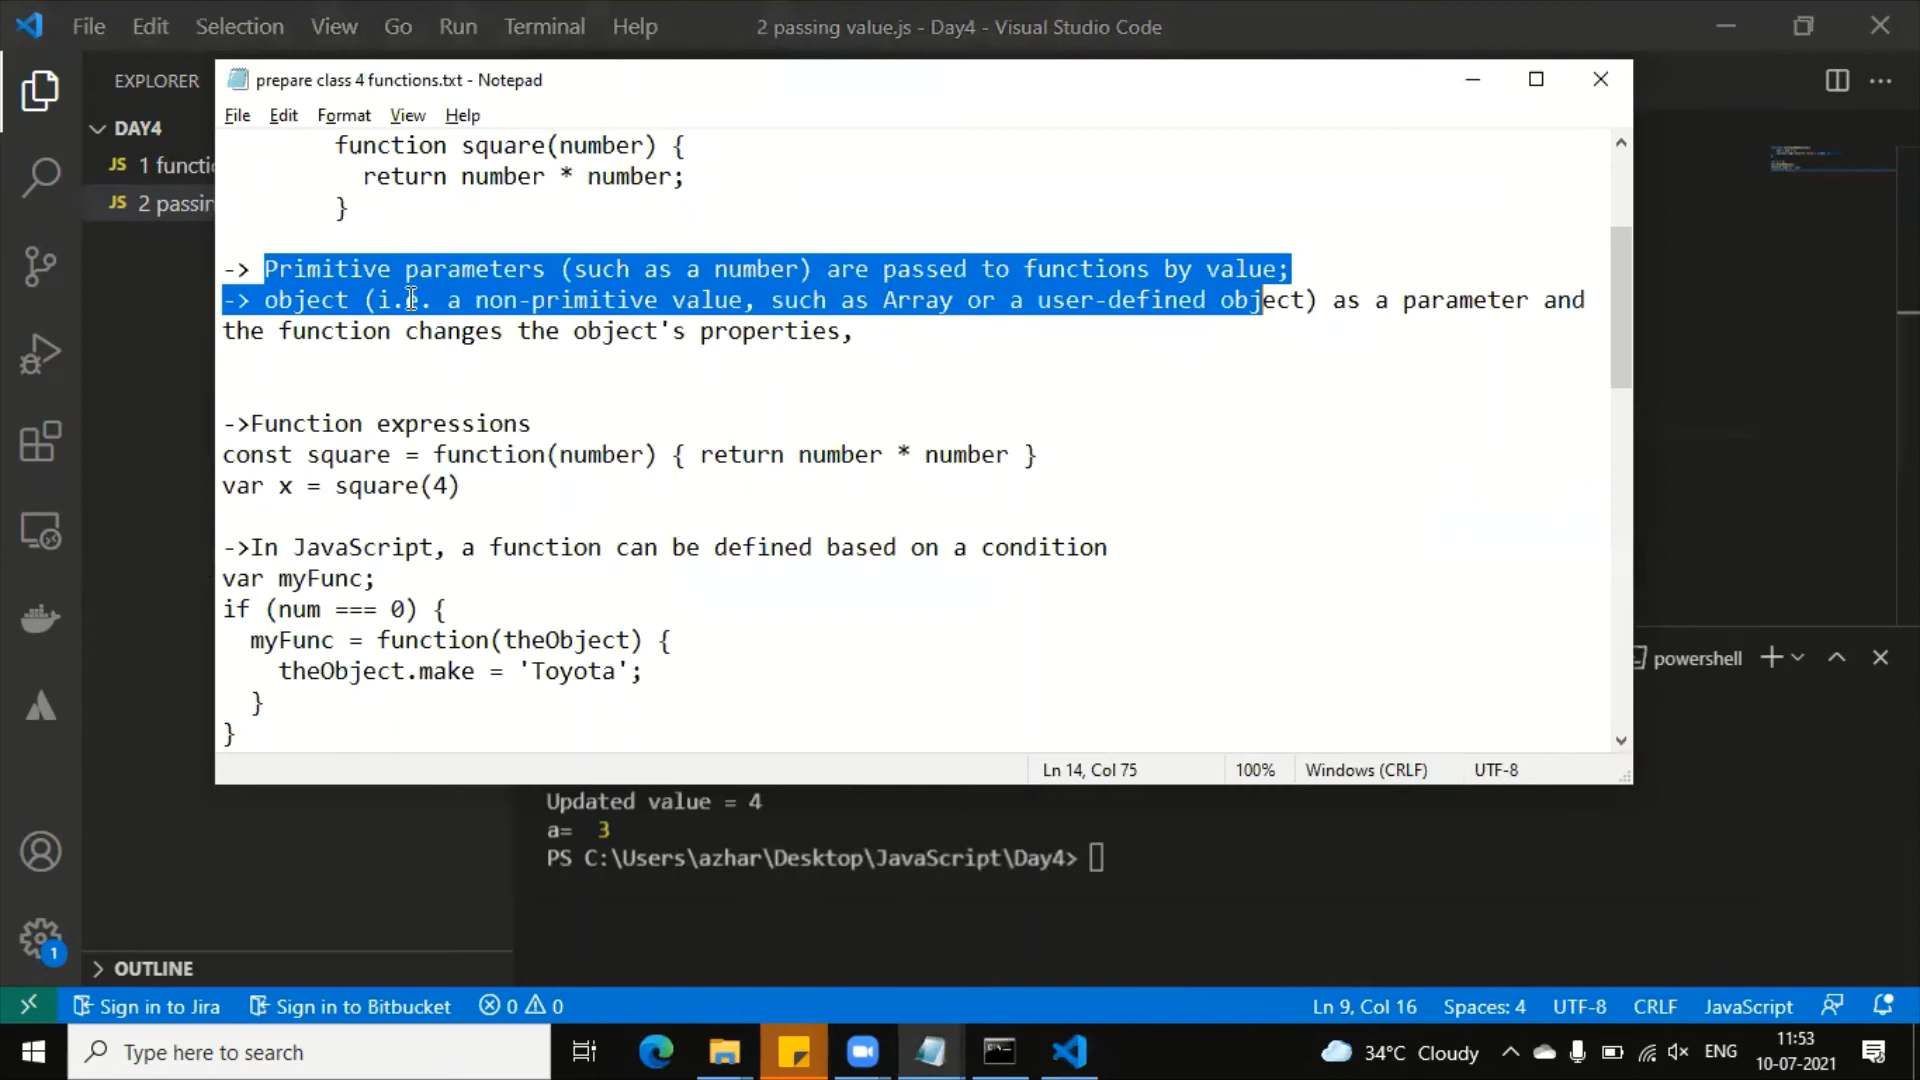 File Edit Selection View Go Run Terminal Help 2 passing value.js - Day4 - Visual Studio Code
EXPLORER
DAY4
JS 1 functi
JS 2 passin
prepare class 4 functions.txt - Notepad
File Edit Format View Help
function square(number) {
return number * number;
}
-> Primitive parameters (such as a number) are passed to functions by value;
-> object (i.e. a non-primitive value, such as Array or a user-defined object) as a parameter and
the function changes the object's properties,
->Function expressions
const square = function(number) { return number * number }
var x = square(4)
->In JavaScript, a function can be defined based on a condition
var myFunc;
if (num === 0) {
myFunc = function(theObject) {
theObject.make = 'Toyota';
}
}
Ln 14, Col 75 100% Windows (CRLF) UTF-8
powershell
Updated value = 4
a= 3
PS C:\Users\azhar\Desktop\JavaScript\Day4>
1
OUTLINE
Sign in to Jira Sign in to Bitbucket 0 0 Ln 9, Col 16 Spaces: 4 UTF-8 CRLF JavaScript
Type here to search 34°C Cloudy ENG 11:53
10-07-2021